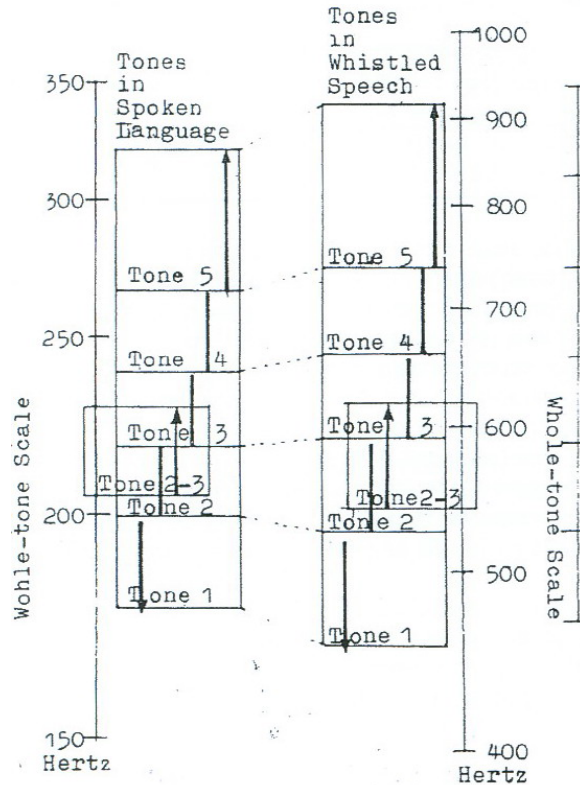 Tones
in
Spoken
Language
Tones
in
Whistled
Speech
350
300
250
200
150
Hertz
Wohle-tone Scale
Tone 5
Tone 4
Tone 3
Tone 2-3
Tone 2
Tone 1
Tone 5
Tone 4
Tone 3
Tone2-3
Tone 2
Tone 1
1000
900
800
700
600
500
400
Hertz
Whole-tone Scale